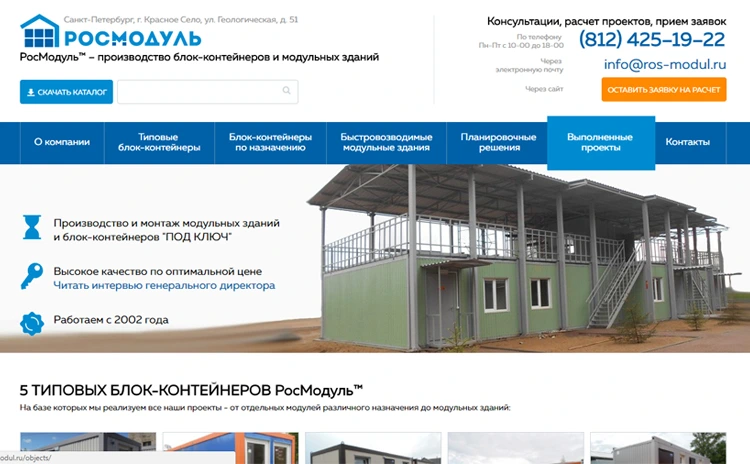 Санкт-Петербург, г. Красное Село, ул. Геологическая, д. 51
РОСМОДУЛЬ
РосМодуль™ – производство блок-контейнеров и модульных зданий
СКАЧАТЬ КАТАЛОГ
Консультации, расчет проектов, прием заявок
По телефону
Пн-Пт с 10-00 до 18-00
(812) 425-19-22
Через
электронную почту
info@ros-modul.ru
Через сайт
ОСТАВИТЬ ЗАЯВКУ НА РАСЧЕТ
О компании
Типовые
блок-контейнеры
Блок-контейнеры
по назначению
Быстровозводимые
модульные здания
Планировочные
решения
Выполненные
проекты
Контакты
Производство и монтаж модульных зданий
и блок-контейнеров "ПОД КЛЮЧ"
Высокое качество по оптимальной цене
Читать интервью генерального директора
Работаем с 2002 года
5 ТИПОВЫХ БЛОК-КОНТЕЙНЕРОВ РосМодуль™
На базе которых мы реализуем все наши проекты - от отдельных модулей различного назначения до модульных зданий:
odul.ru/objects/